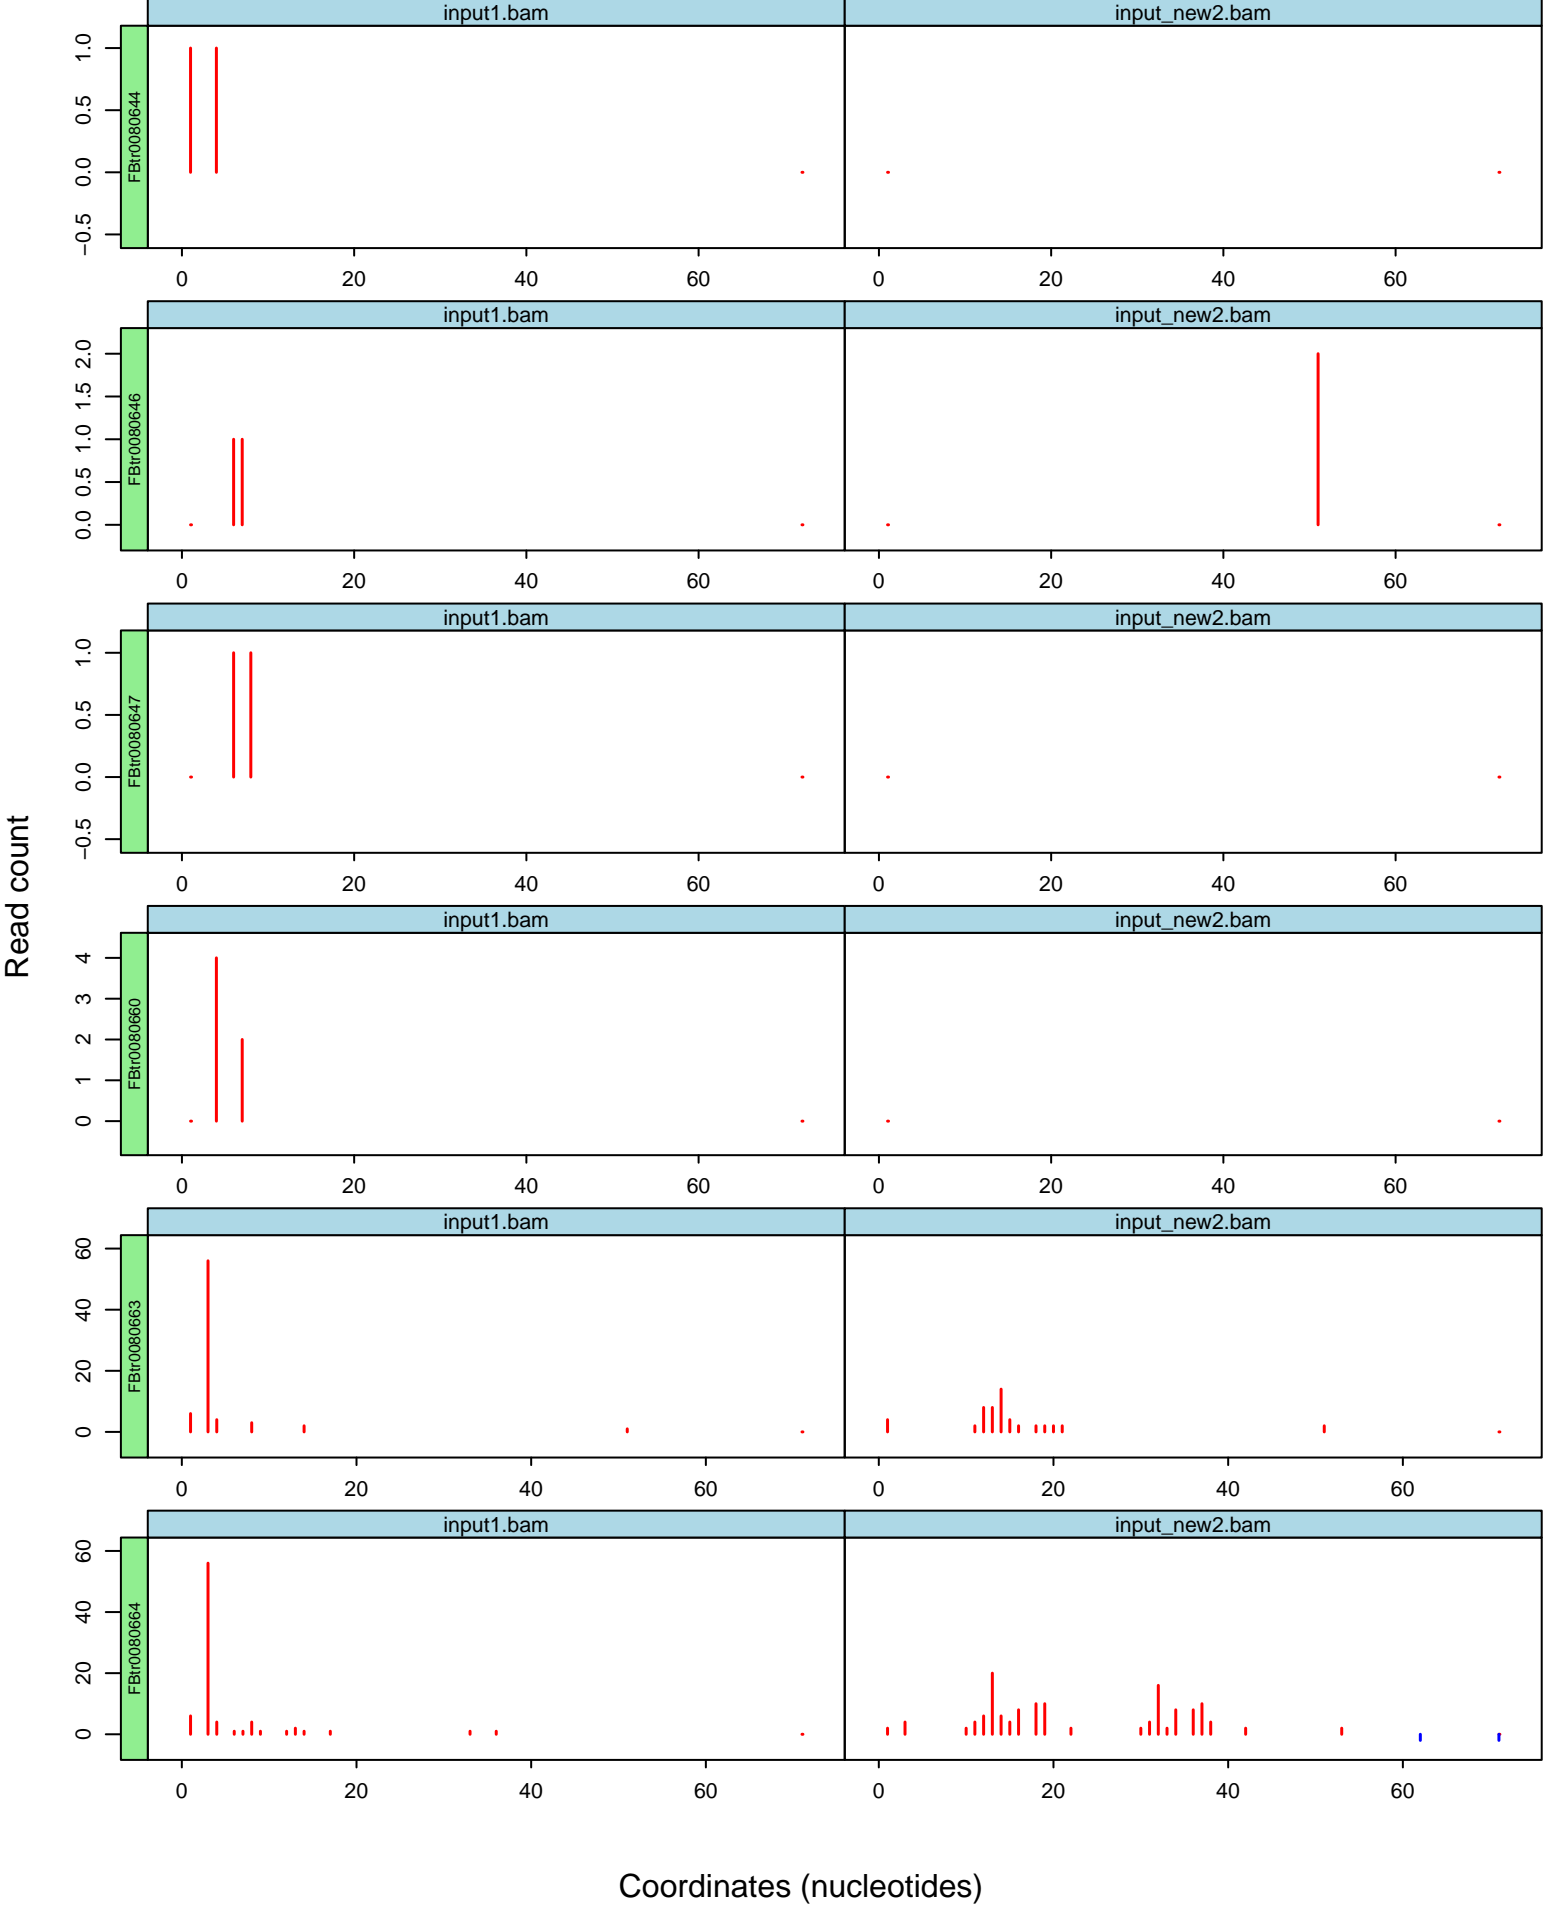 input1.bam input_new2.bam
FBtr0080644
1.0
0.5
0.0
−0.5
0 20 40 60 0 20 40 60
input1.bam input_new2.bam
FBtr0080646
2.0
1.5
1.0
0.5
0.0
0 20 40 60 0 20 40 60
input1.bam input_new2.bam
FBtr0080647
1.0
0.5
0.0
−0.5
0 20 40 60 0 20 40 60
Read count
input1.bam input_new2.bam
FBtr0080660
4
3
2
1
0
0 20 40 60 0 20 40 60
input1.bam input_new2.bam
FBtr0080663
60
40
20
0
0 20 40 60 0 20 40 60
input1.bam input_new2.bam
FBtr0080664
60
40
20
0
0 20 40 60 0 20 40 60
Coordinates (nucleotides)